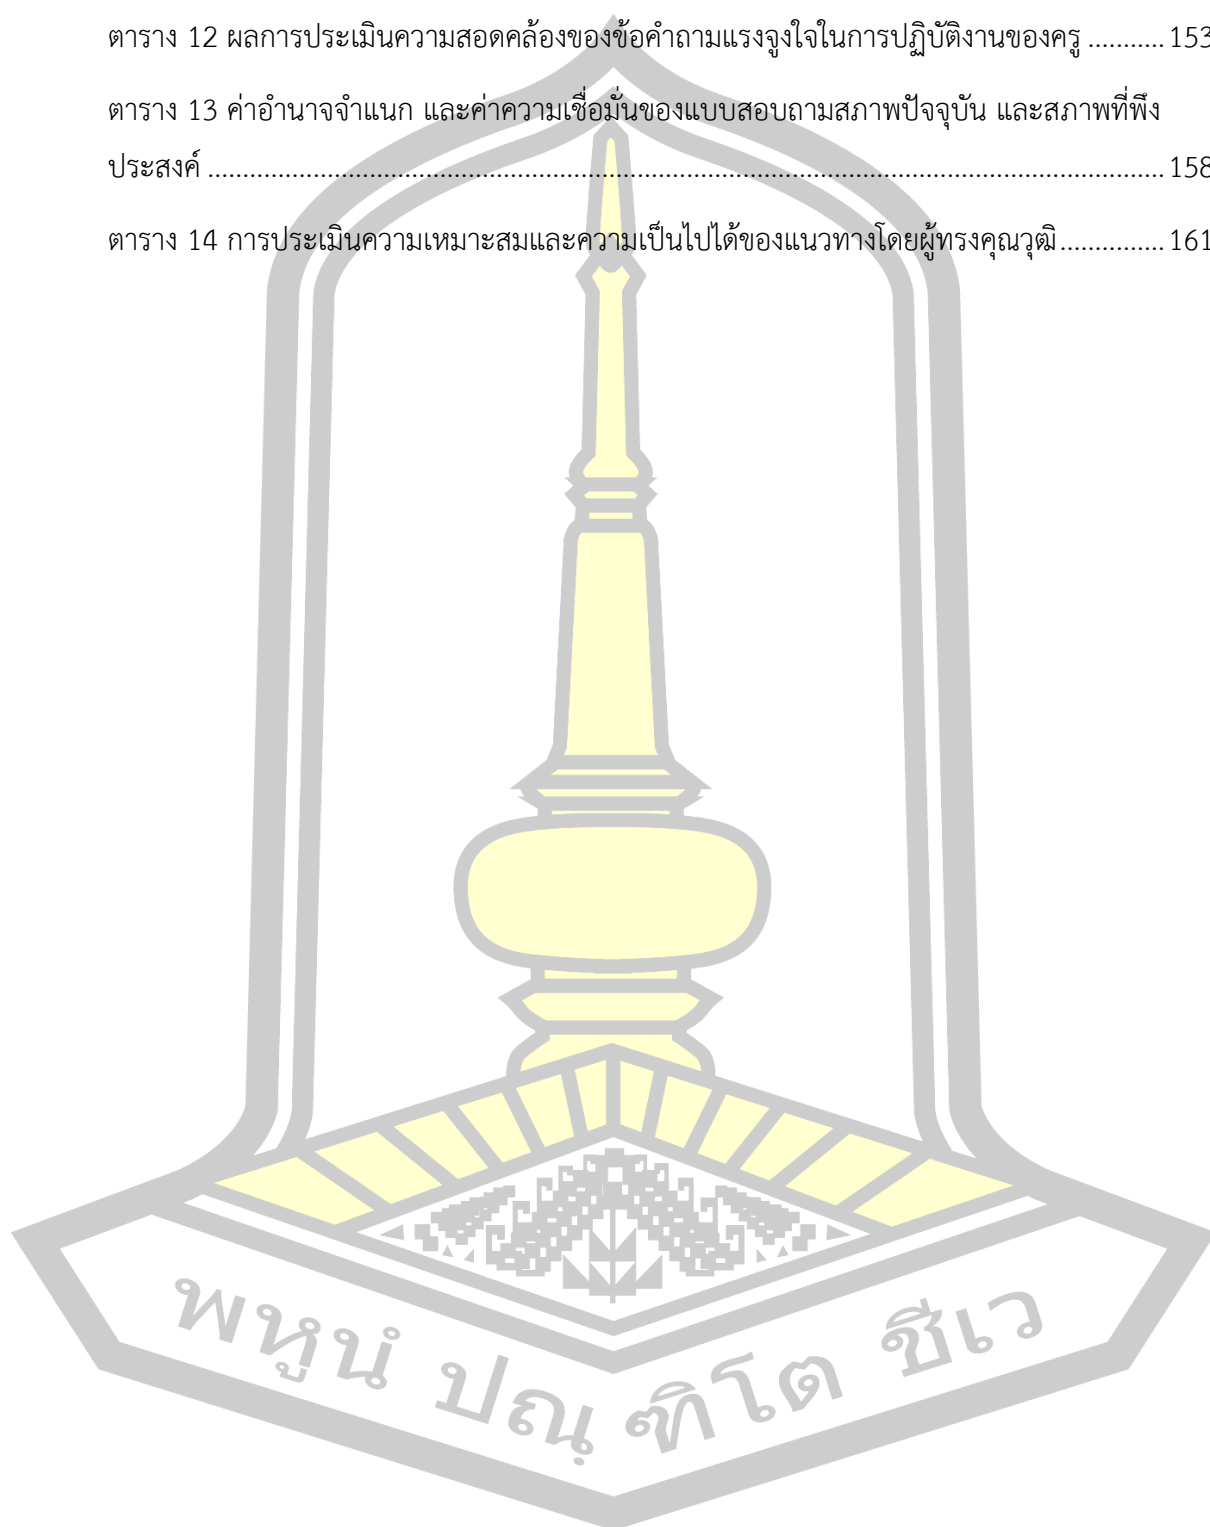 ตาราง 12 ผลการประเมินความสอดคล้องของข้อคำถามแรงจูงใจในการปฏิบัติงานของครู ........... 153
ตาราง 13 ค่าอำนาจจำแนก และค่าความเชื่อมั่นของแบบสอบถามสภาพปัจจุบัน และสภาพที่พึง
ประสงค์ ......................................................................................................................................... 158
ตาราง 14 การประเมินความเหมาะสมและความเป็นไปได้ของแนวทางโดยผู้ทรงคุณวุฒิ ............... 161
พหูนํ ปณฺฑิโต ชีเว